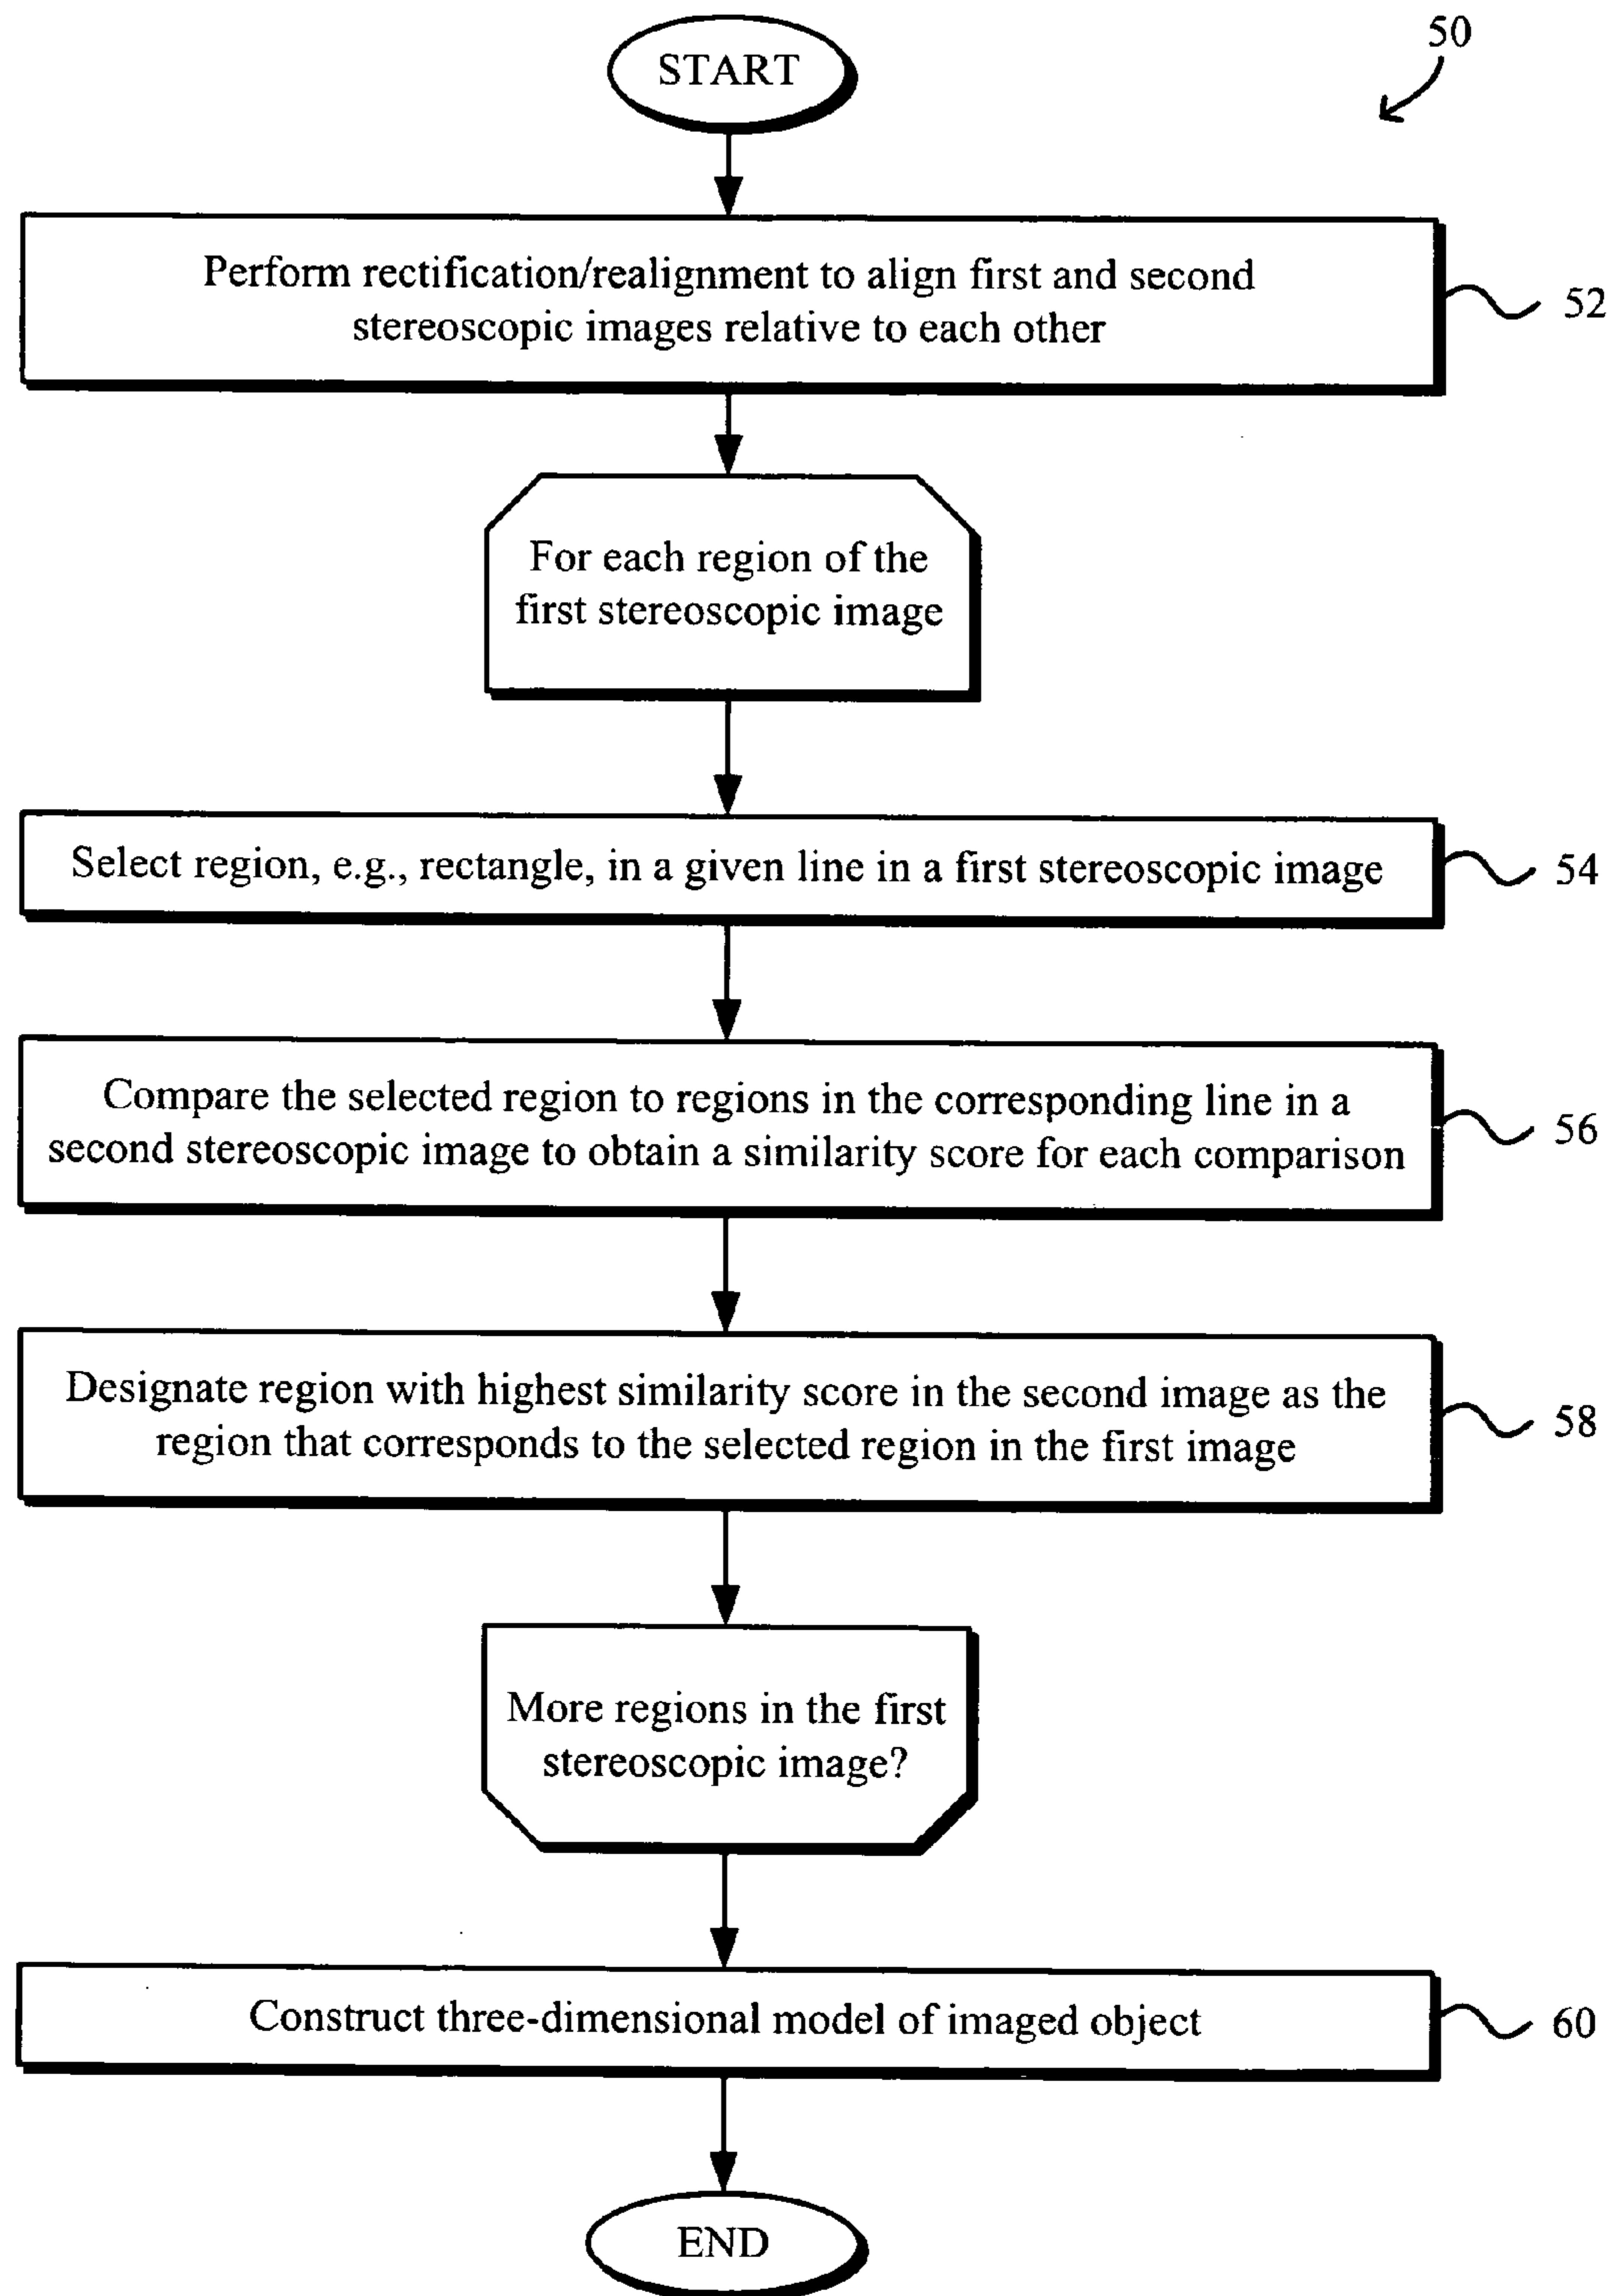 50
START
Perform rectification/realignment to align first and second
stereoscopic images relative to each other
52
For each region of the
first stereoscopic image
Select region, e.g., rectangle, in a given line in a first stereoscopic image
54
Compare the selected region to regions in the corresponding line in a
second stereoscopic image to obtain a similarity score for each comparison
56
Designate region with highest similarity score in the second image as the
region that corresponds to the selected region in the first image
58
More regions in the first
stereoscopic image?
Construct three-dimensional model of imaged object
60
END